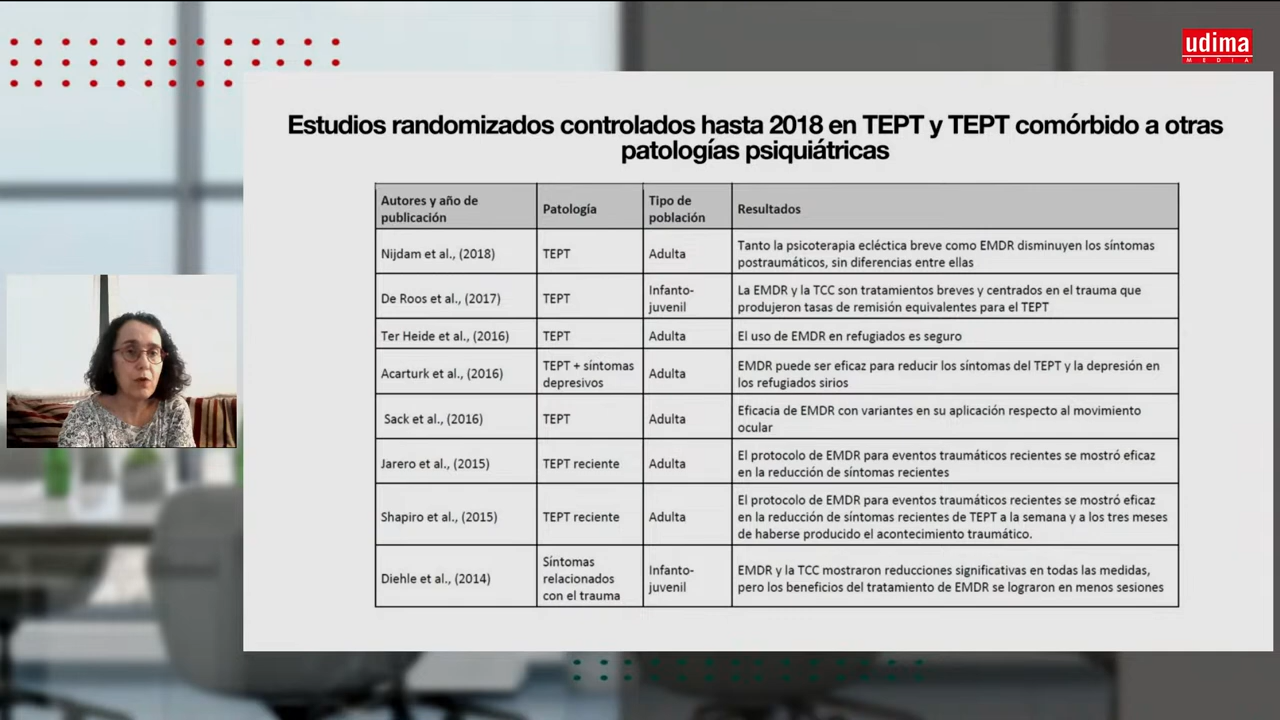 udima
MEDIA
Estudios randomizados controlados hasta 2018 en TEPT y TEPT comórbido a otras
patologías psiquiátricas
Autores y año de
publicación
Patología
Tipo de
población
Resultados
Nijdam et al., (2018)
TEPT
Adulta
Tanto la psicoterapia ecléctica breve como EMDR disminuyen los síntomas
postraumáticos, sin diferencias entre ellas
De Roos et al., (2017)
TEPT
Infanto-
juvenil
La EMDR y la TCC son tratamientos breves y centrados en el trauma que
produjeron tasas de remisión equivalentes para el TEPT
Ter Heide et al., (2016)
TEPT
Adulta
El uso de EMDR en refugiados es seguro
Acarturk et al., (2016)
TEPT + síntomas
depresivos
Adulta
EMDR puede ser eficaz para reducir los síntomas del TEPT y la depresión en
los refugiados sirios
Sack et al., (2016)
TEPT
Adulta
Eficacia de EMDR con variantes en su aplicación respecto al movimiento
ocular
Jarero et al., (2015)
TEPT reciente
Adulta
El protocolo de EMDR para eventos traumáticos recientes se mostró eficaz
en la reducción de síntomas recientes
Shapiro et al., (2015)
TEPT reciente
Adulta
El protocolo de EMDR para eventos traumáticos recientes se mostró eficaz
en la reducción de síntomas recientes de TEPT a la semana y a los tres meses
de haberse producido el acontecimiento traumático.
Diehle et al., (2014)
Síntomas
relacionados
con el trauma
Infanto-
juvenil
EMDR y la TCC mostraron reducciones significativas en todas las medidas,
pero los beneficios del tratamiento de EMDR se lograron en menos sesiones